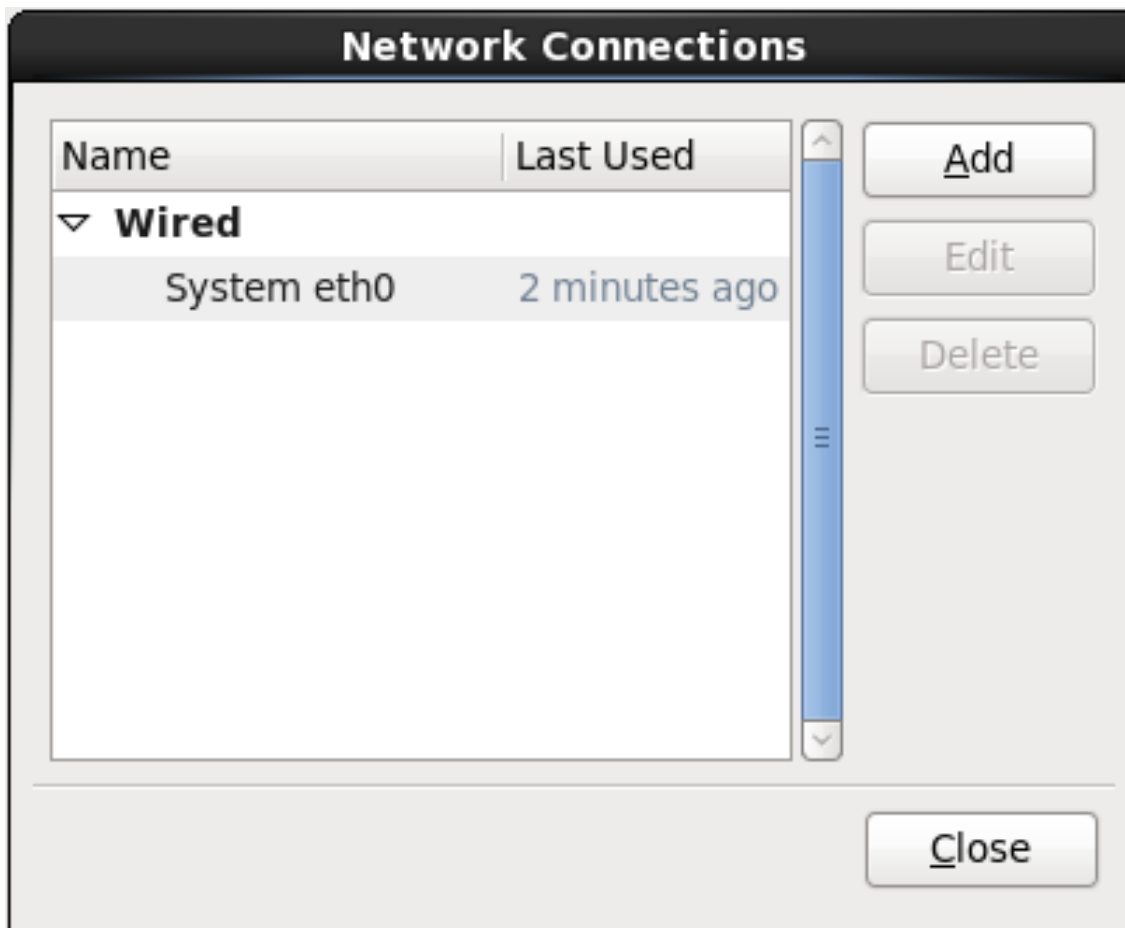 Network Connections
Name Last Used
Wired
System eth0 2 minutes ago
Add
Edit
Delete
Close